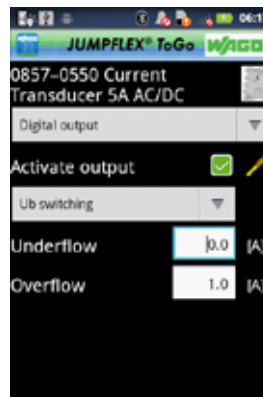 06:1
JUMPFLEX® ToGo WAGO
0857-0550 Current
Transducer 5A AC/DC
Digital output
Activate output
Ub switching
Underflow 0.0 [A]
Overflow 1.0 [A]